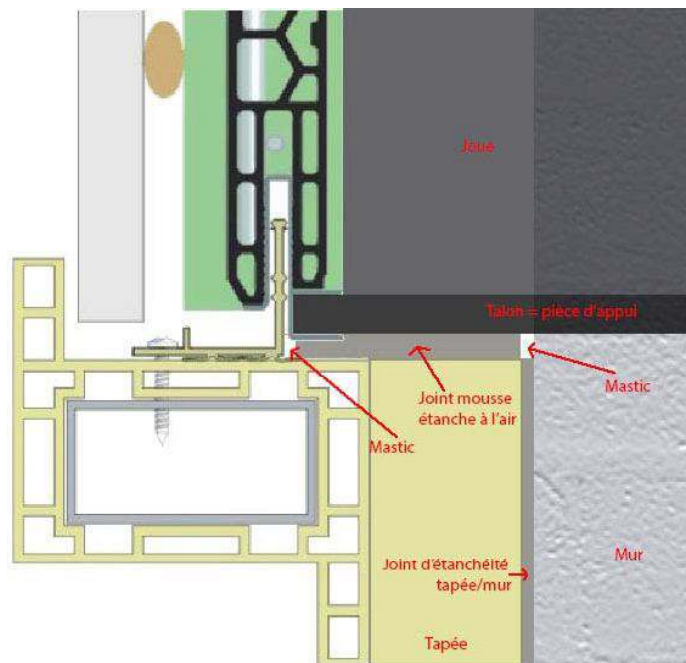 Joue
Talon = pièce d'appui
Joint mousse
étanche à l'air
Mastic
Mastic
Joint d'étanchéité
tapée/mur
Mur
Tapée